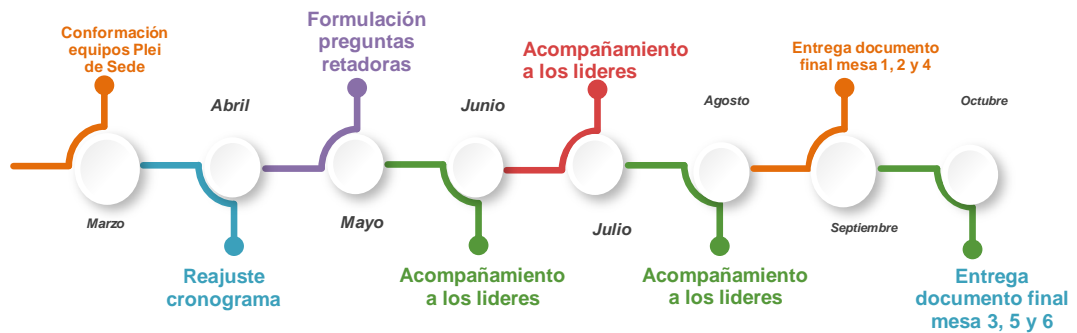 Conformación
equipos Plei
de Sede
Marzo
Abril
Reajuste
cronograma
Formulación
preguntas
retadoras
Mayo
Junio
Acompañamiento
a los lideres
Acompañamiento
a los lideres
Julio
Agosto
Acompañamiento
a los lideres
Entrega documento
final mesa 1, 2 y 4
Septiembre
Octubre
Entrega
documento final
mesa 3, 5 y 6